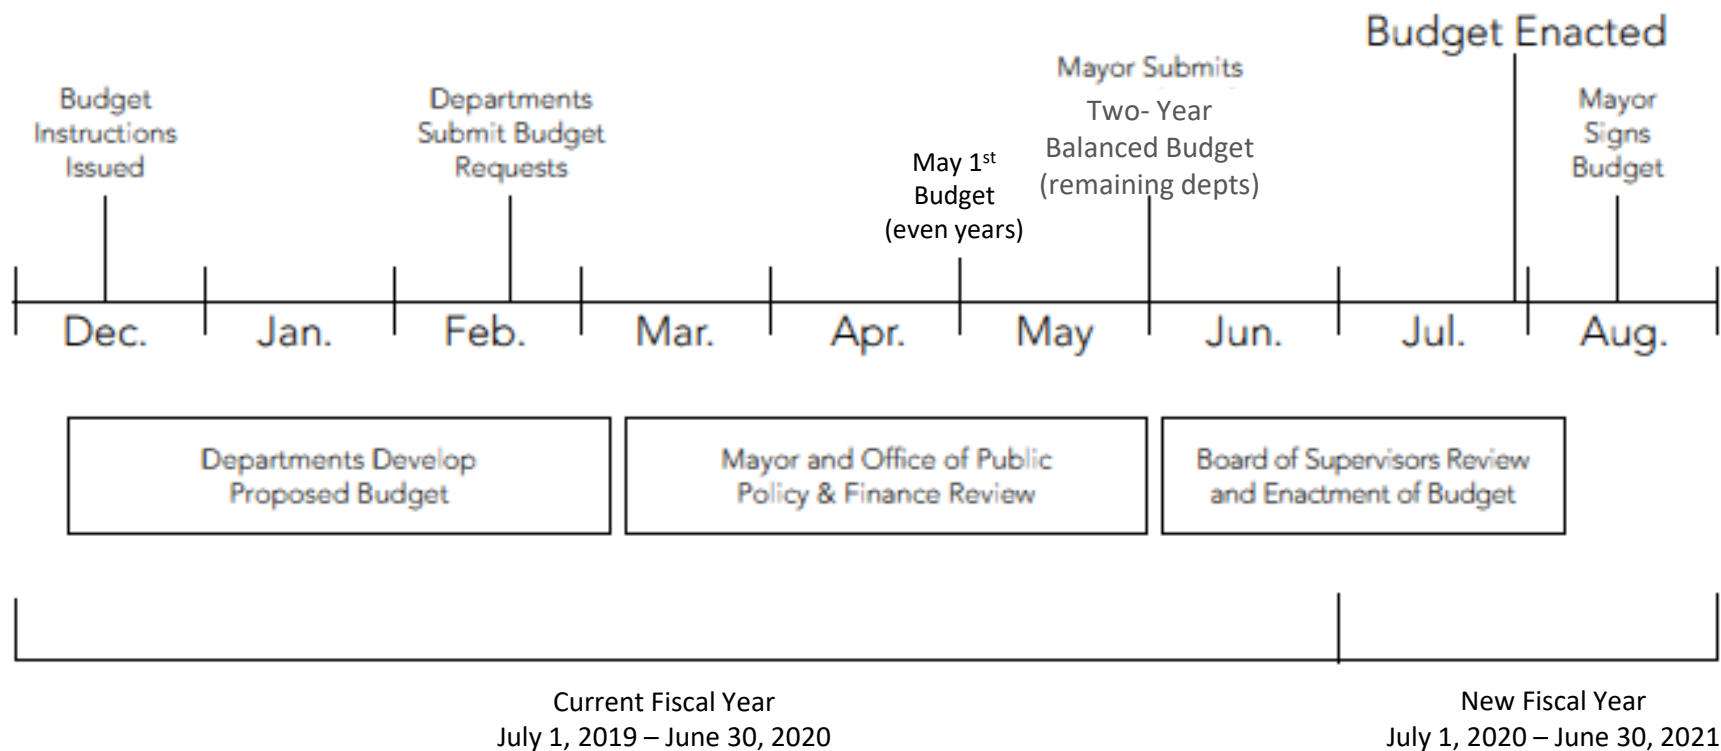 Budget Enacted
Mayor Submits
Two- Year
Balanced Budget
(remaining depts)
Budget
Instructions
Issued
Departments
Submit Budget
Requests
May 1st
Budget
(even years)
Mayor
Signs
Budget
Dec.
Jan.
Feb.
Mar.
Apr.
May
Jun.
Jul.
Aug.
Departments Develop
Proposed Budget
Mayor and Office of Public
Policy & Finance Review
Board of Supervisors Review
and Enactment of Budget
Current Fiscal Year
July 1, 2019 – June 30, 2020
New Fiscal Year
July 1, 2020 – June 30, 2021